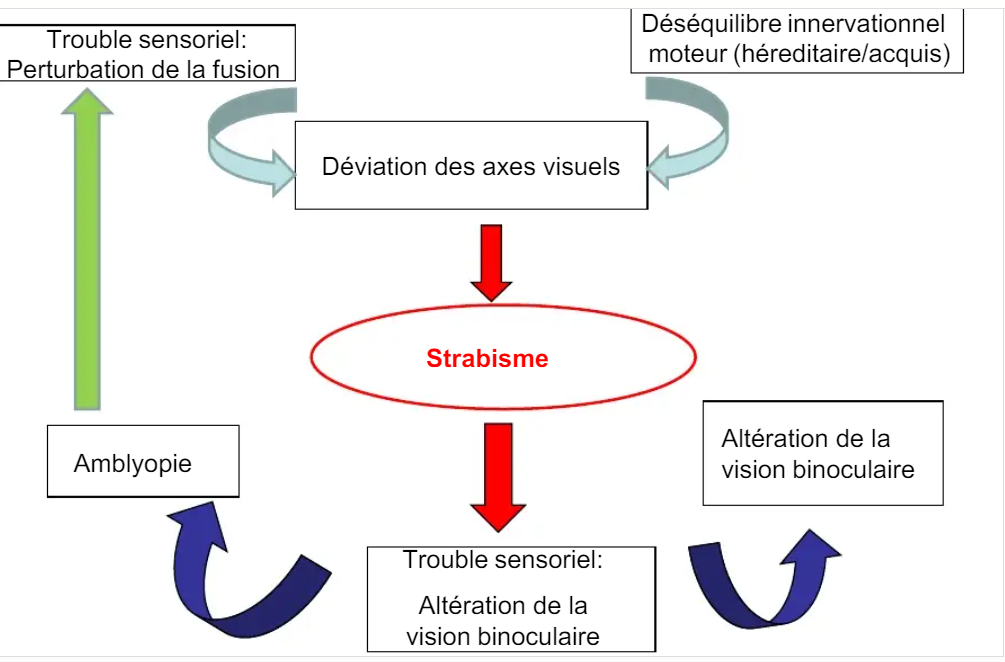 Trouble sensoriel:
Perturbation de la fusion
Déséquilibre innervationnel
moteur (héreditaire/acquis)
Déviation des axes visuels
Strabisme
Amblyopie
Altération de la
vision binoculaire
Trouble sensoriel:
Altération de la
vision binoculaire